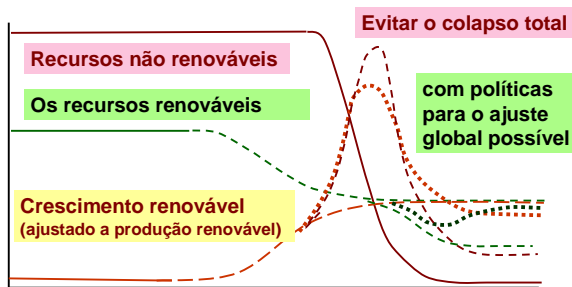 Evitar o colapso total
Recursos não renováveis
Os recursos renováveis
com políticas
para o ajuste
global possível
Crescimento renovável
(ajustado a produção renovável)